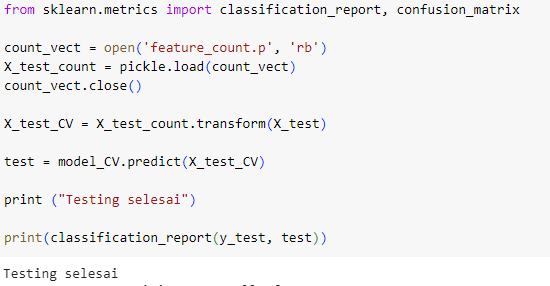 from sklearn.metrics import classification_report, confusion_matrix
count_vect = open('feature_count.p', 'rb')
X_test_count = pickle.load(count_vect)
count_vect.close()
X_test_CV = X_test_count.transform(X_test)
test = model_CV.predict(X_test_CV)
print ("Testing selesai")
print(classification_report(y_test, test))
Testing selesai